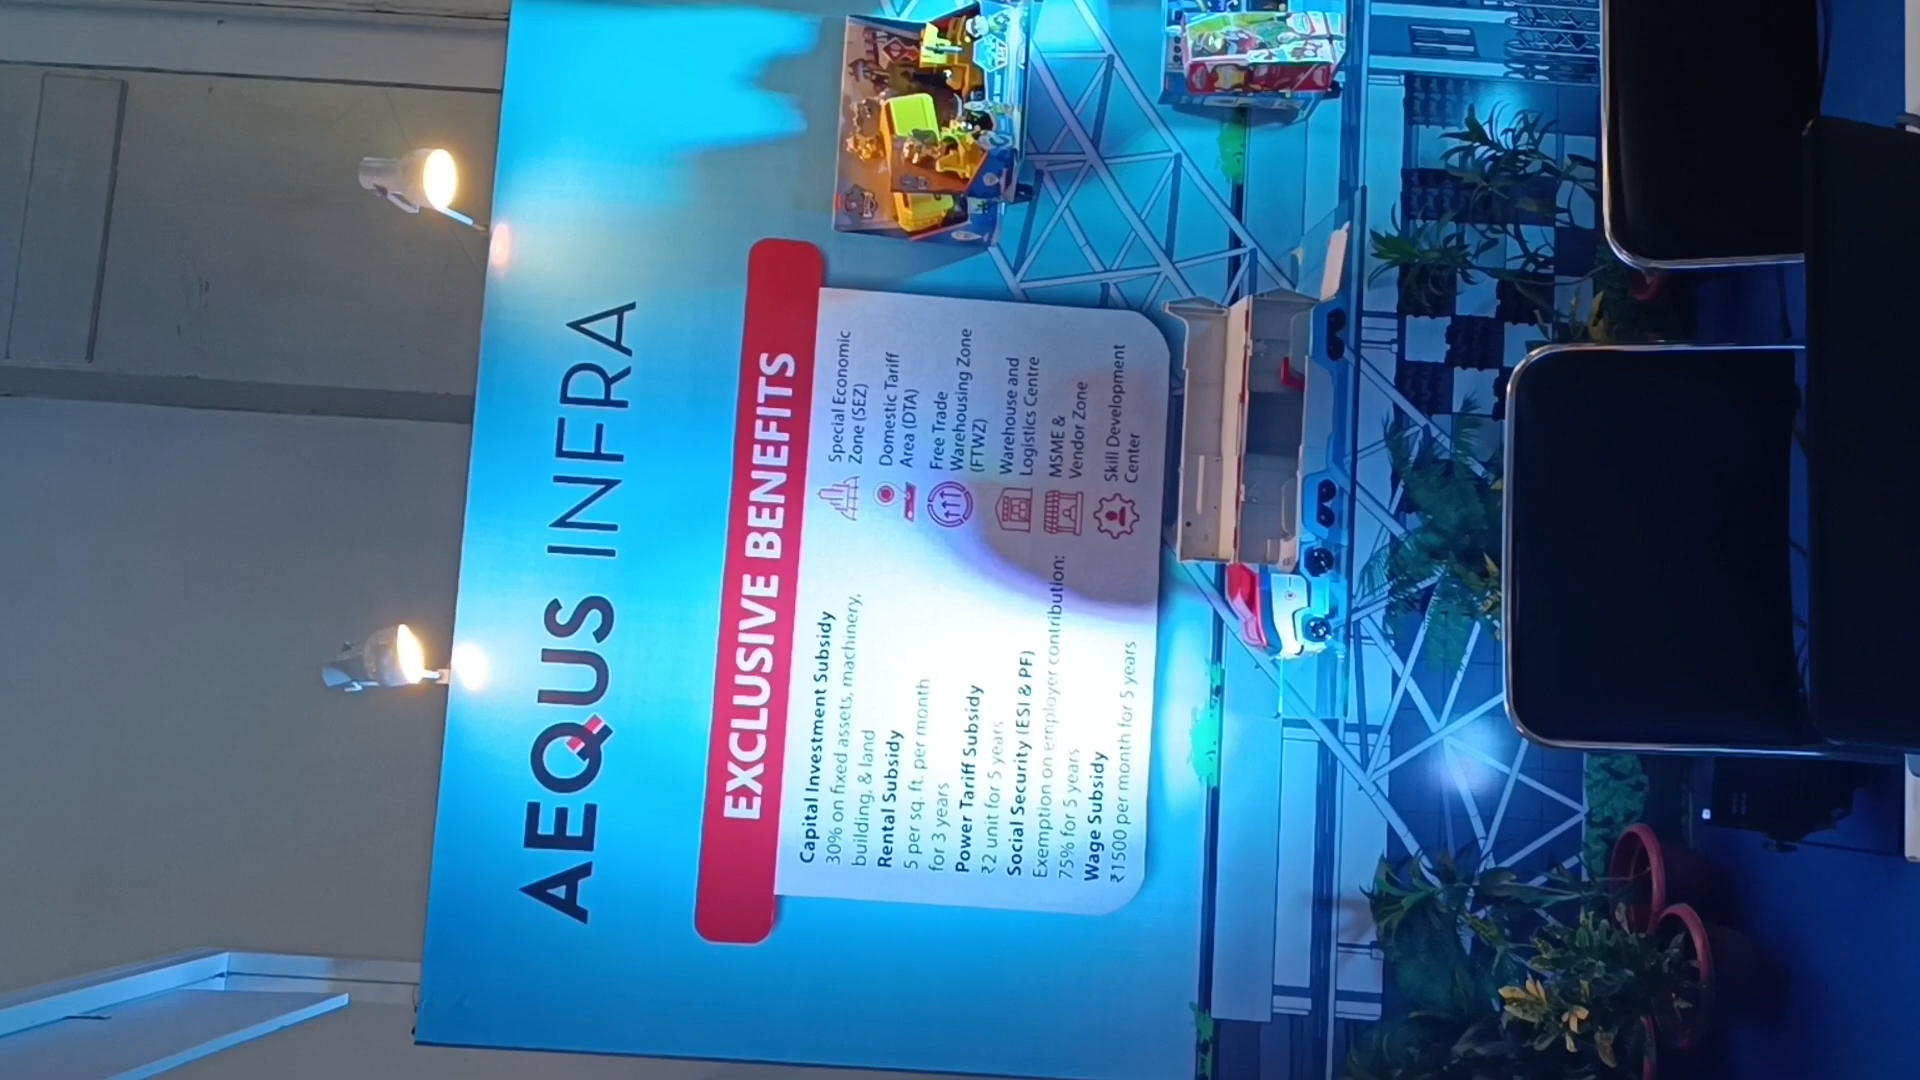 AEQUS INFRA
EXCLUSIVE BENEFITS
Capital Investment Subsidy
30% on fixed assets, machinery,
building, & land
Rental Subsidy
5 per sq. ft. per month
for 3 years
Power Tariff Subsidy
₹2 unit for 5 years
Social Security (ESI & PF)
Exemption on employer contribution:
75% for 5 years
Wage Subsidy
₹1500 per month for 5 years
Special Economic
Zone (SEZ)
Domestic Tariff
Area (DTA)
Free Trade
Warehousing Zone
(FTWZ)
Warehouse and
Logistics Centre
MSME &
Vendor Zone
Skill Development
Center